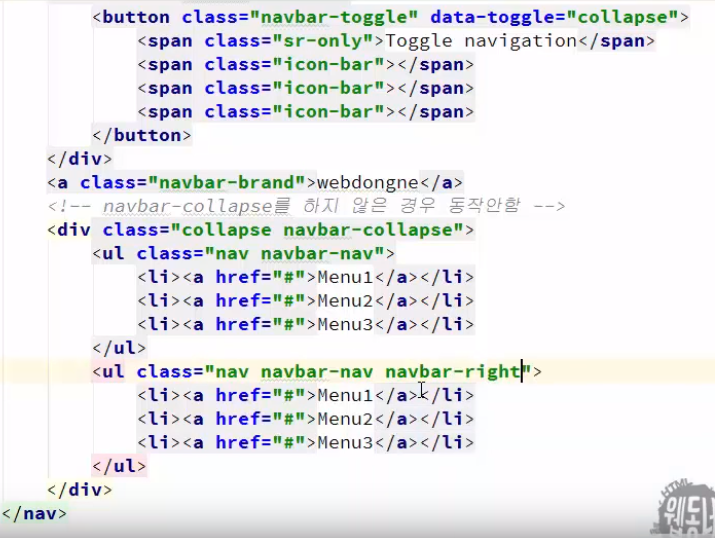 <button class="navbar-toggle" data-toggle="collapse">
<span class="sr-only">Toggle navigation</span>
<span class="icon-bar"></span>
<span class="icon-bar"></span>
<span class="icon-bar"></span>
</button>
</div>
<a class="navbar-brand">webdongne</a>
<!-- navbar-collapse를 하지 않은 경우 동작안함 -->
<div class="collapse navbar-collapse">
<ul class="nav navbar-nav">
<li><a href="#">Menu1</a></li>
<li><a href="#">Menu2</a></li>
<li><a href="#">Menu3</a></li>
</ul>
<ul class="nav navbar-nav navbar-right">
<li><a href="#">Menu1</a></li>
<li><a href="#">Menu2</a></li>
<li><a href="#">Menu3</a></li>
</ul>
</div>
</nav>
HTML